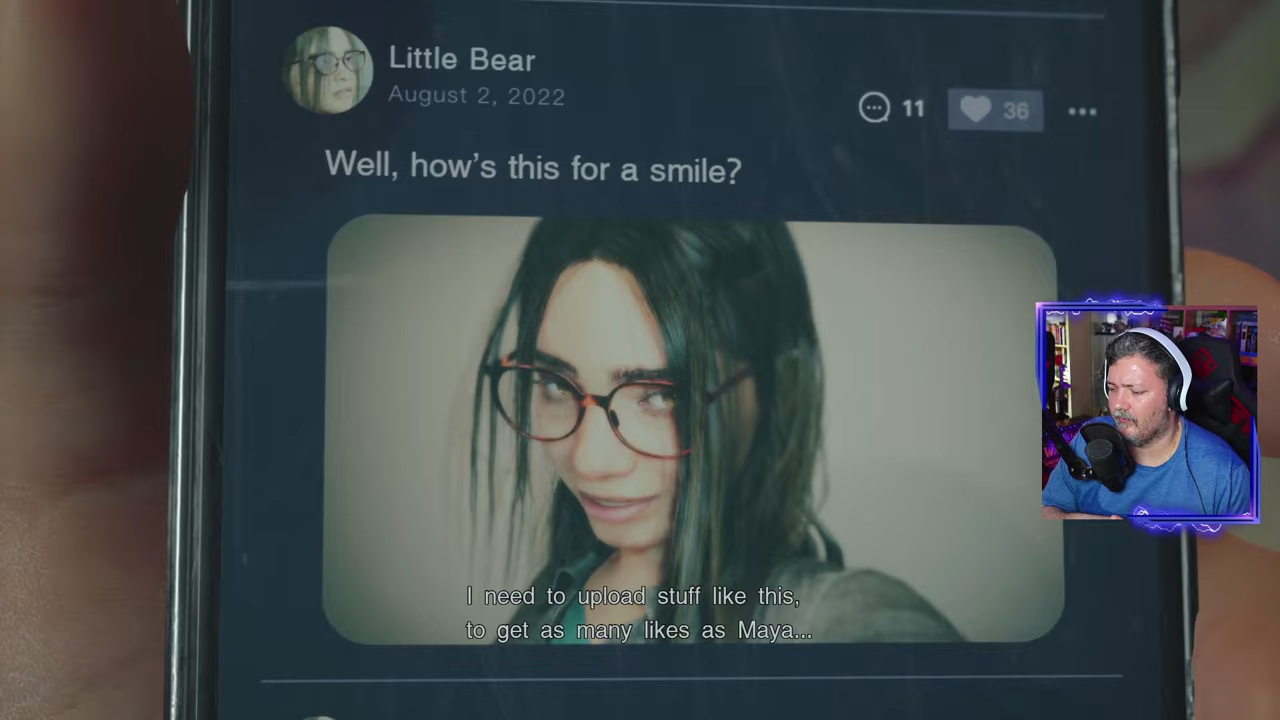 Little Bear
August 2, 2022
11
36
Well, how's this for a smile?
I need to upload stuff like this,
to get as many likes as Maya...